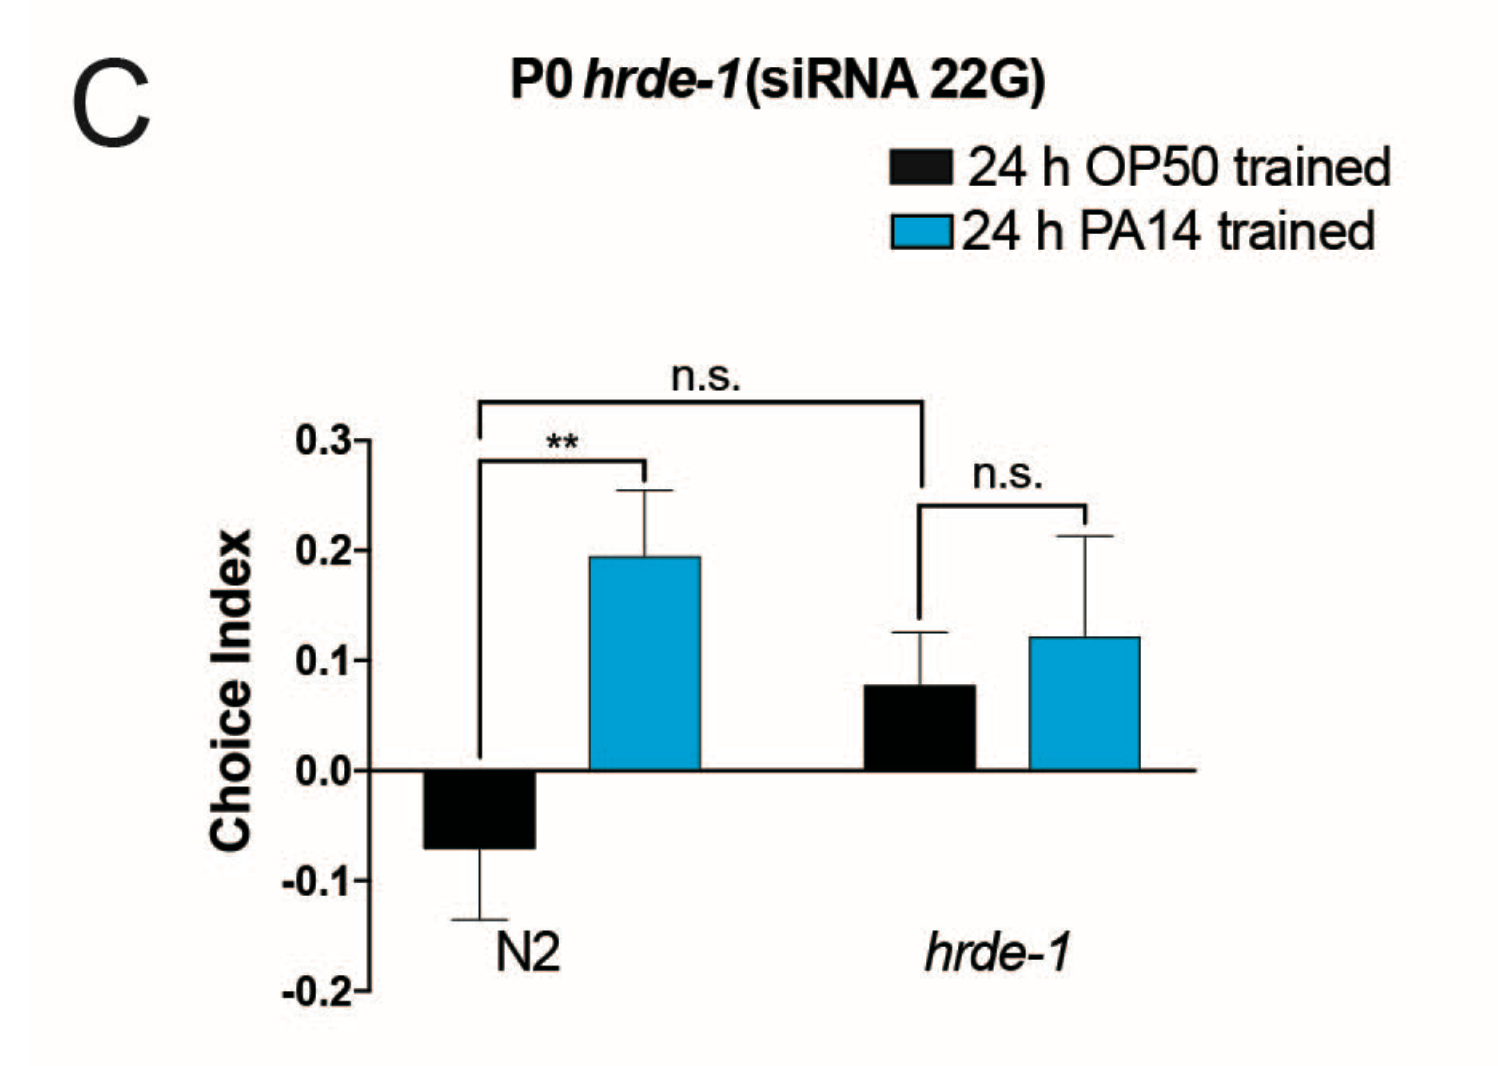 C
P0 hrde-1(siRNA 22G)
24 h OP50 trained
24 h PA14 trained
n.s.
**
n.s.
0.3
0.2
0.1
0.0
-0.1
-0.2
Choice Index
N2
hrde-1